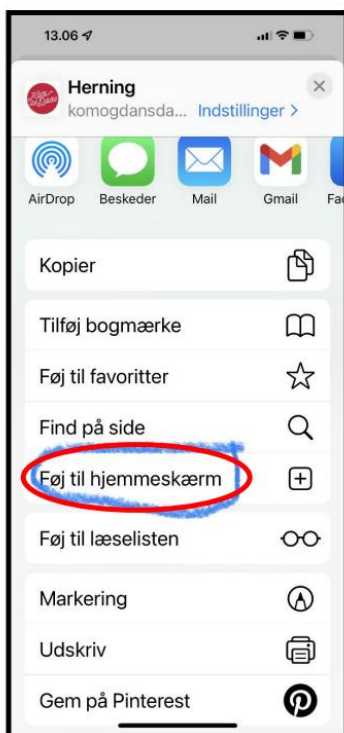 13.06
Herning
komogdansda... Indstillinger >
AirDrop Beskeder Mail Gmail Fac
Kopier
Tilføj bogmærke
Føj til favoritter
Find på side
Føj til hjemmeskærm
Føj til læselisten
Markering
Udskriv
Gem på Pinterest